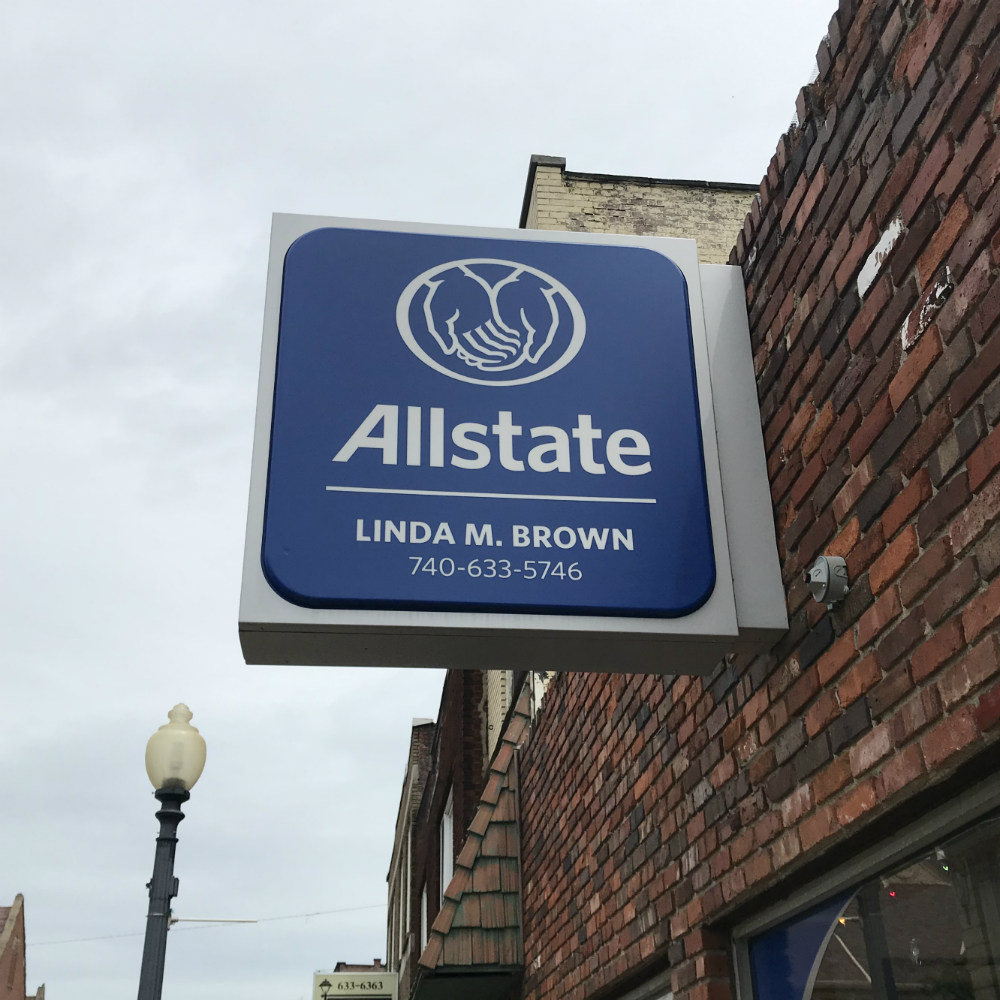 Allstate
LINDA M. BROWN
740-633-5746
633-6363